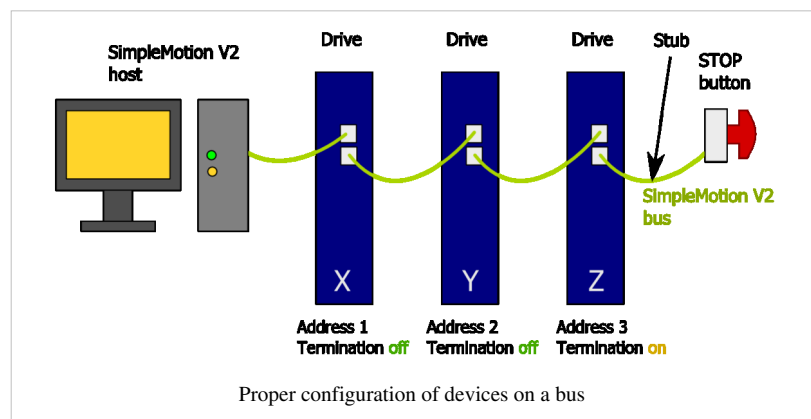 SimpleMotion V2
host
Drive
Drive
Drive
Stub
STOP
button
SimpleMotion V2
bus
X
Y
Z
Address 1
Termination off
Address 2
Termination off
Address 3
Termination on
Proper configuration of devices on a bus